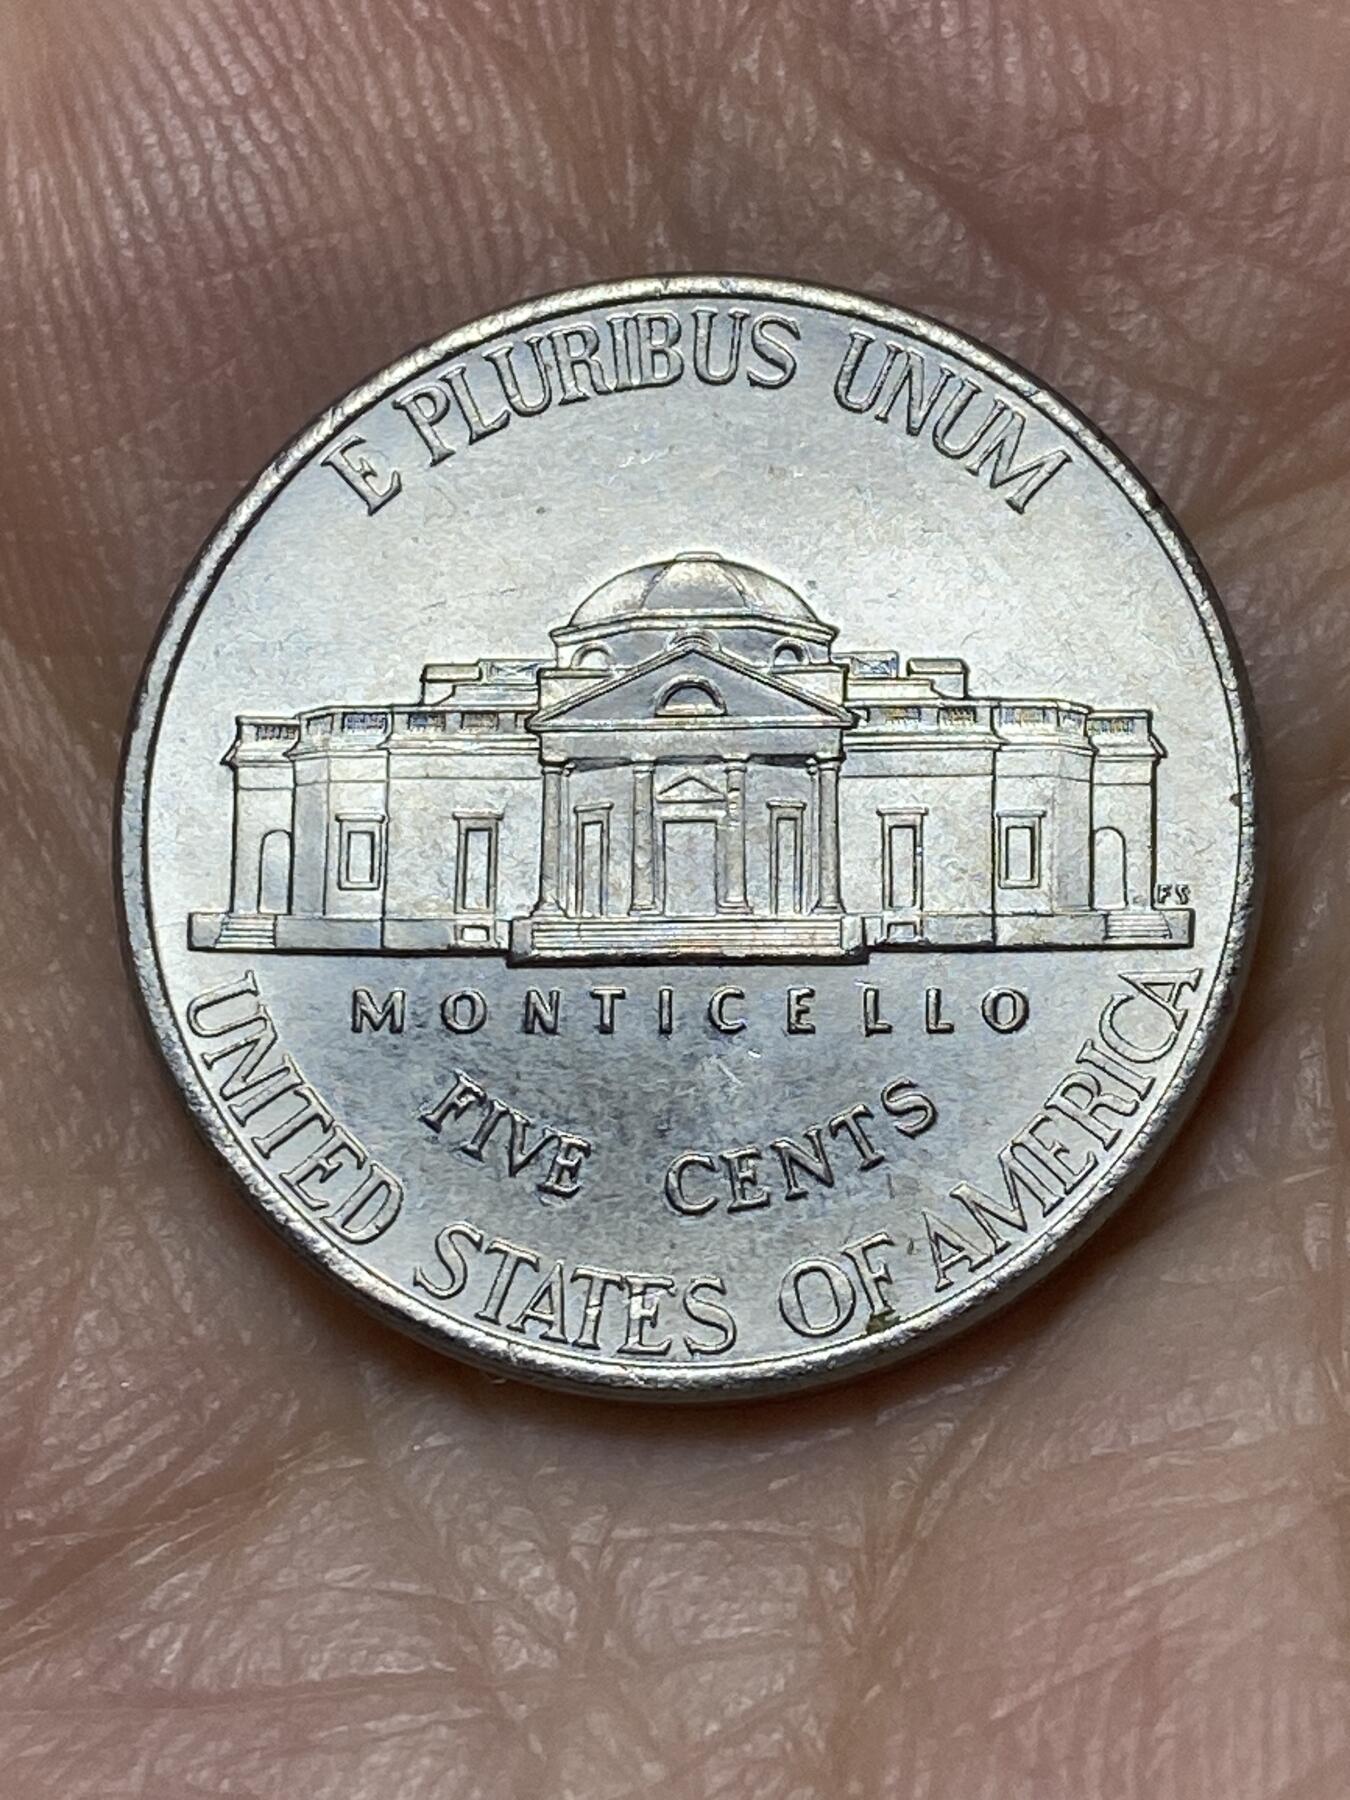 E PLURIBUS UNUM
FS
MONTICELLO
FIVE CENTS
UNITED STATES OF AMERICA